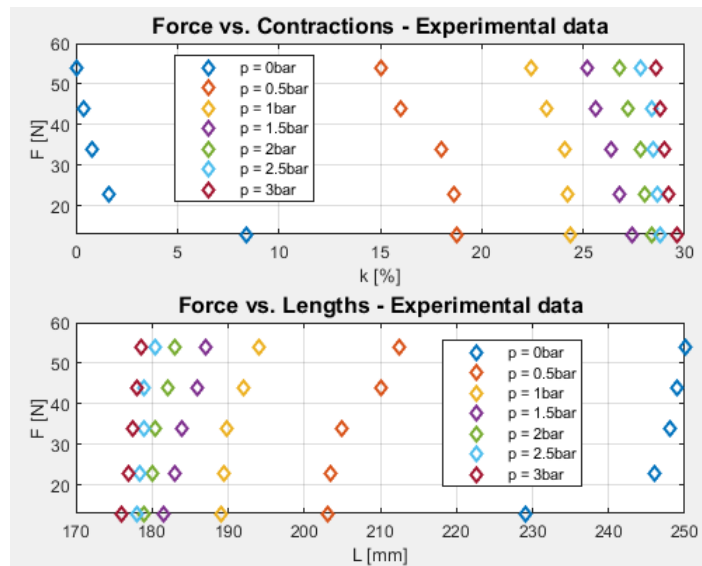 Force vs. Contractions - Experimental data
60
50
40
30
20
F [N]
p = 0bar
p = 0.5bar
p = 1bar
p = 1.5bar
p = 2bar
p = 2.5bar
p = 3bar
0 5 10 15 20 25 30
k [%]
Force vs. Lengths - Experimental data
60
50
40
30
20
F [N]
p = 0bar
p = 0.5bar
p = 1bar
p = 1.5bar
p = 2bar
p = 2.5bar
p = 3bar
170 180 190 200 210 220 230 240 250
L [mm]